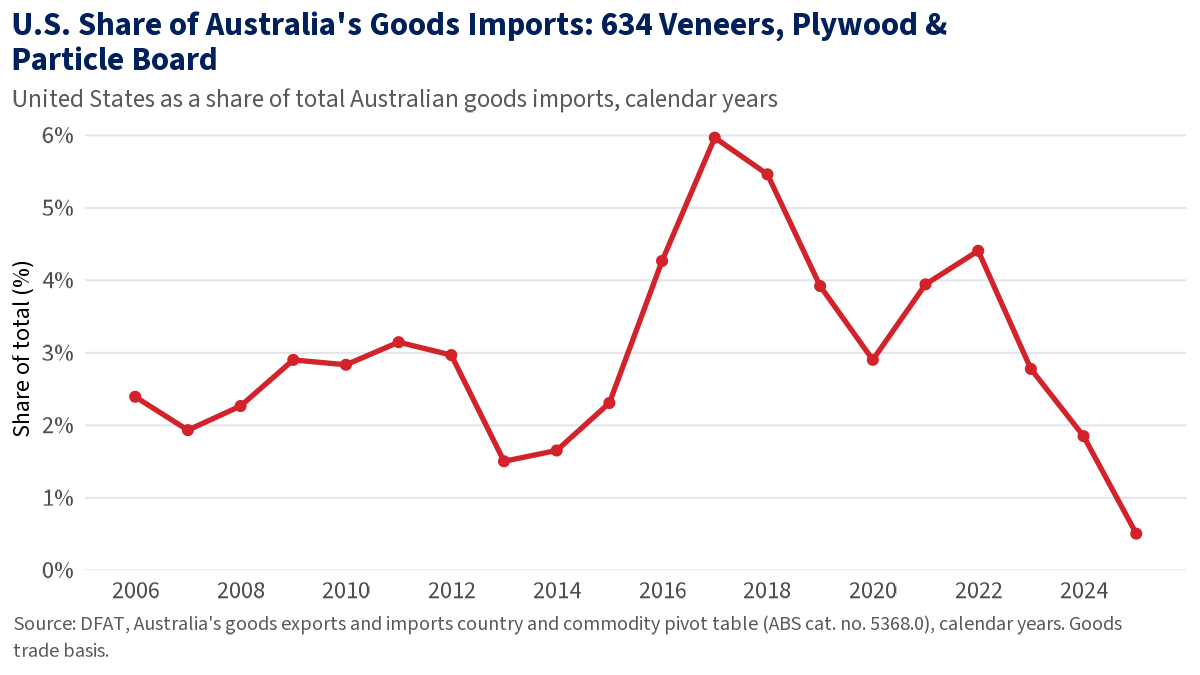 U.S. Share of Australia's Goods Imports: 634 Veneers, Plywood &
Particle Board
United States as a share of total Australian goods imports, calendar years
Share of total (%)
6%
5%
4%
3%
2%
1%
0%
2006 2008 2010 2012 2014 2016 2018 2020 2022 2024
Source: DFAT, Australia's goods exports and imports country and commodity pivot table (ABS cat. no. 5368.0), calendar years. Goods
trade basis.